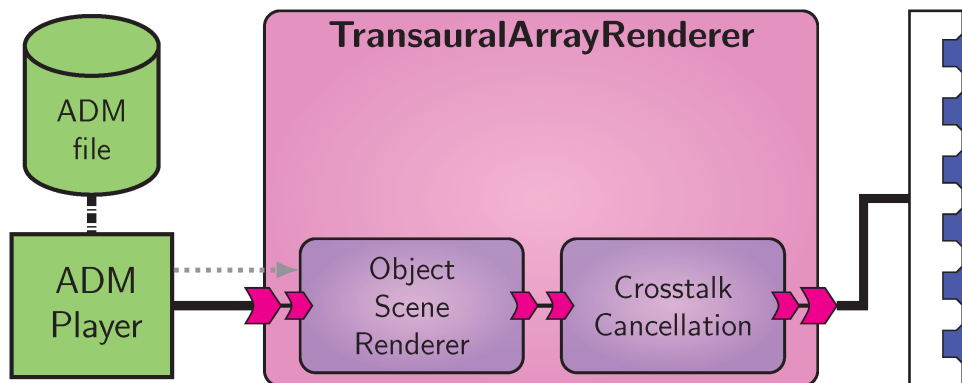 TransauralArrayRenderer
ADM
file
ADM
Player
Object
Scene
Renderer
Crosstalk
Cancellation